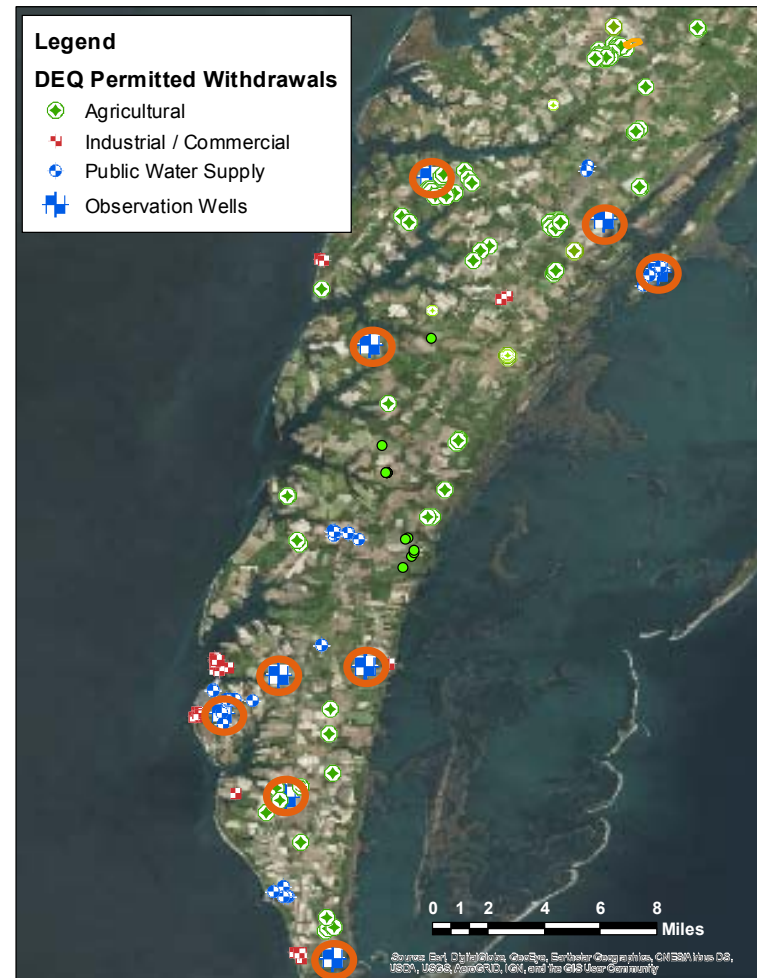 Legend
DEQ Permitted Withdrawals
Agricultural
Industrial / Commercial
Public Water Supply
Observation Wells
0 1 2 4 6 8
Miles
Source: Esri, DigitalGlobe, GeoEye, Earthstar Geographics, CNES/Airbus DS,
USDA, USGS, AeroGRID, IGN, and the GIS User Community